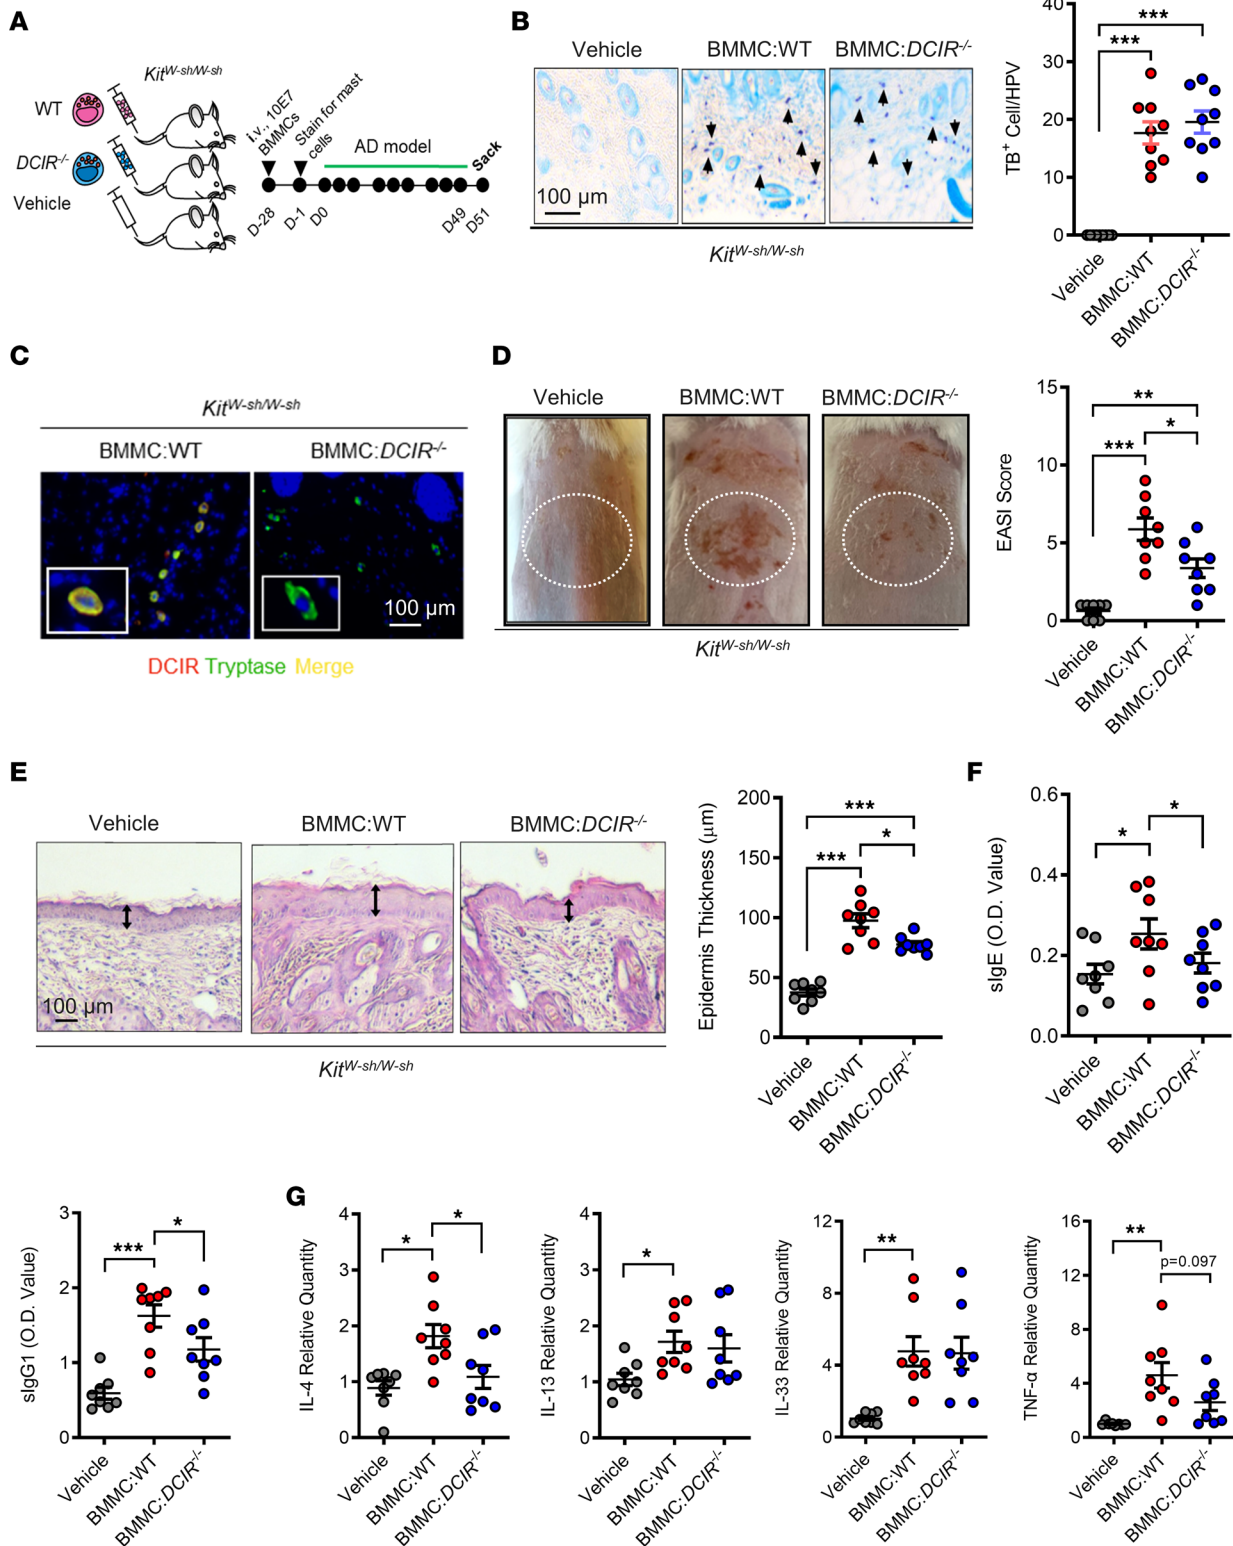 A
Kit^W-sh/W-sh
WT
DCIR^-/-
Vehicle
i.v. 10E7 BMMCs
Stain for mast cells
AD model
Sack
D-28
D-1
D0
D49
D51
B
Vehicle
BMMC:WT
BMMC:DCIR^-/-
100 µm
Kit^W-sh/W-sh
TB+ Cell/HPV
40
30
20
10
0
***
***
Vehicle
BMMC:WT
BMMC:DCIR^-/-
C
Kit^W-sh/W-sh
BMMC:WT
BMMC:DCIR^-/-
100 µm
DCIR Tryptase Merge
D
Vehicle
BMMC:WT
BMMC:DCIR^-/-
Kit^W-sh/W-sh
EASI Score
15
10
5
0
**
*
***
Vehicle
BMMC:WT
BMMC:DCIR^-/-
E
Vehicle
BMMC:WT
BMMC:DCIR^-/-
100 µm
Kit^W-sh/W-sh
Epidermis Thickness (µm)
200
150
100
50
0
***
*
***
Vehicle
BMMC:WT
BMMC:DCIR^-/-
F
sIgE (O.D. Value)
0.6
0.4
0.2
0.0
*
*
Vehicle
BMMC:WT
BMMC:DCIR^-/-
sIgG1 (O.D. Value)
3
2
1
0
*
***
Vehicle
BMMC:WT
BMMC:DCIR^-/-
G
IL-4 Relative Quantity
4
3
2
1
0
*
*
Vehicle
BMMC:WT
BMMC:DCIR^-/-
IL-13 Relative Quantity
4
3
2
1
0
*
Vehicle
BMMC:WT
BMMC:DCIR^-/-
IL-33 Relative Quantity
12
8
4
0
**
Vehicle
BMMC:WT
BMMC:DCIR^-/-
TNF-α Relative Quantity
16
12
8
4
0
**
p=0.097
Vehicle
BMMC:WT
BMMC:DCIR^-/-